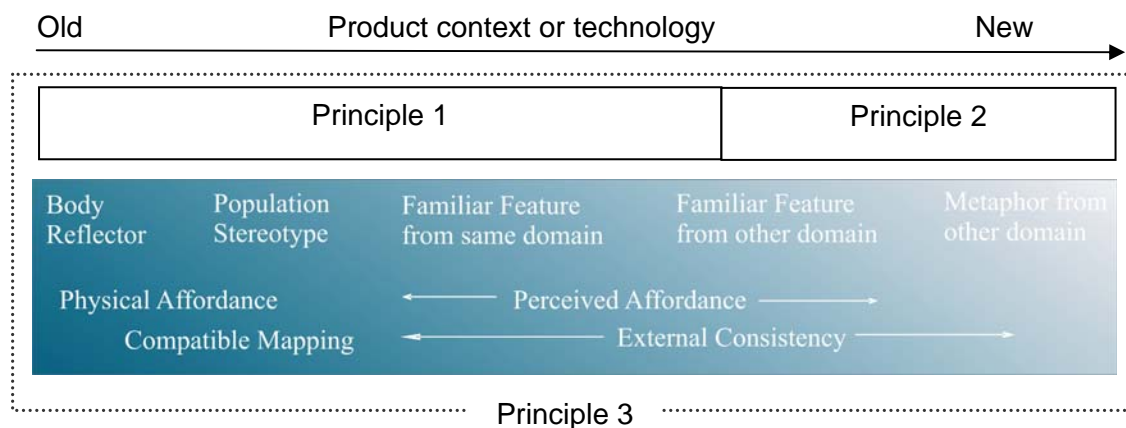 Old Product context or technology New
Principle 1 Principle 2
Body Population Familiar Feature Familiar Feature Metaphor from
Reflector Stereotype from same domain from other domain other domain
Physical Affordance Perceived Affordance
Compatible Mapping External Consistency
Principle 3